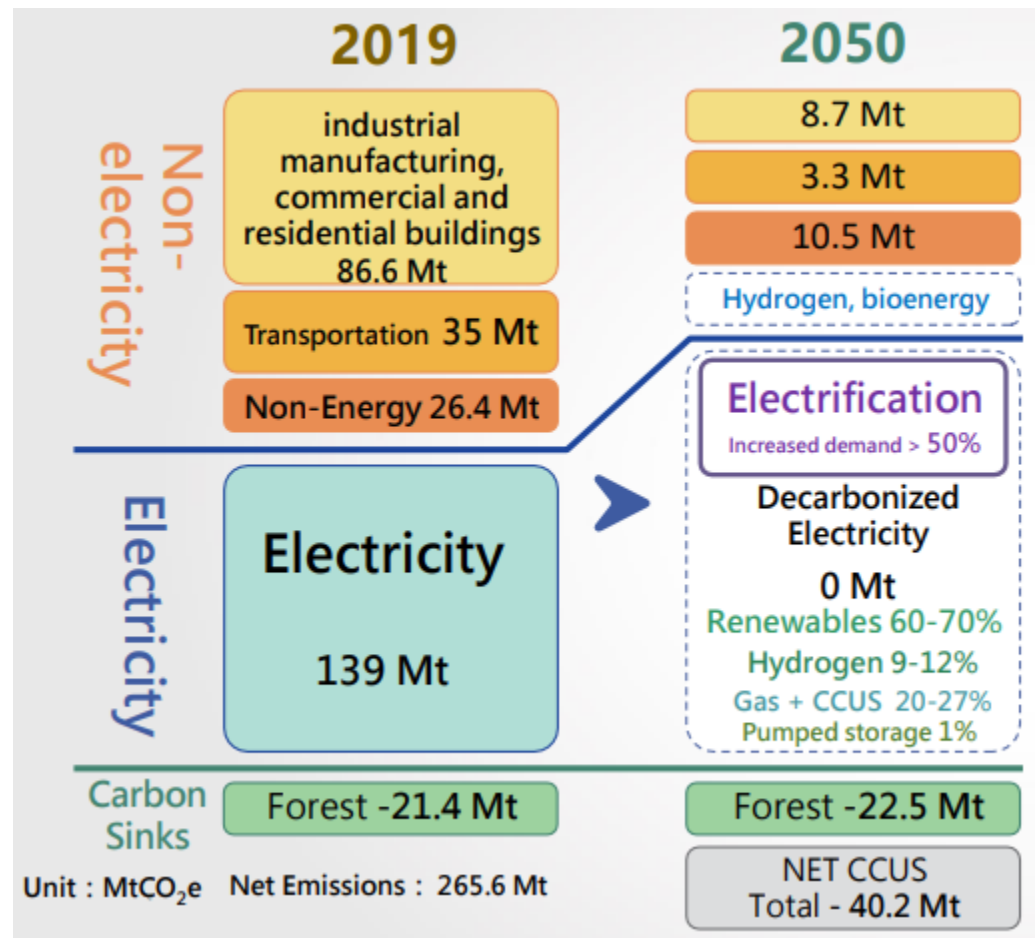 2019
2050
Non-
electricity
industrial
manufacturing,
commercial and
residential buildings
86.6 Mt
Transportation 35 Mt
Non-Energy 26.4 Mt
8.7 Mt
3.3 Mt
10.5 Mt
Hydrogen, bioenergy
Electricity
Electricity
139 Mt
Electrification
Increased demand > 50%
Decarbonized
Electricity
0 Mt
Renewables 60-70%
Hydrogen 9-12%
Gas + CCUS 20-27%
Pumped storage 1%
Carbon
Sinks
Forest -21.4 Mt
Forest -22.5 Mt
Unit : MtCO₂e
Net Emissions : 265.6 Mt
NET CCUS
Total - 40.2 Mt